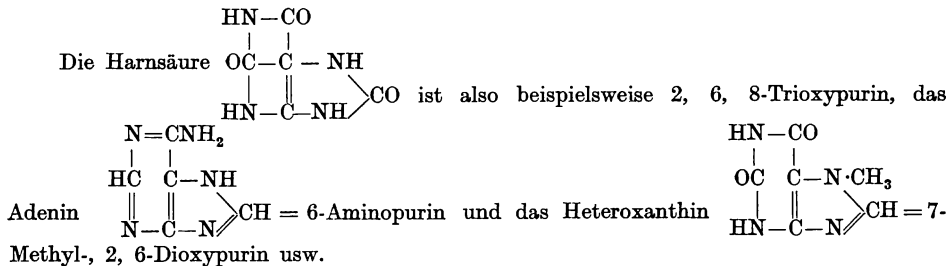 HN—CO
Die Harnsäure OC C — NH
HN—C—NH CO ist also beispielsweise 2, 6, 8-Trioxypurin, das
N=CNH₂ HN—CO
HC C—NH OC C—N·CH₃
Adenin N—C—N CH = 6-Aminopurin und das Heteroxanthin HN—C—N CH = 7-
Methyl-, 2, 6-Dioxypurin usw.